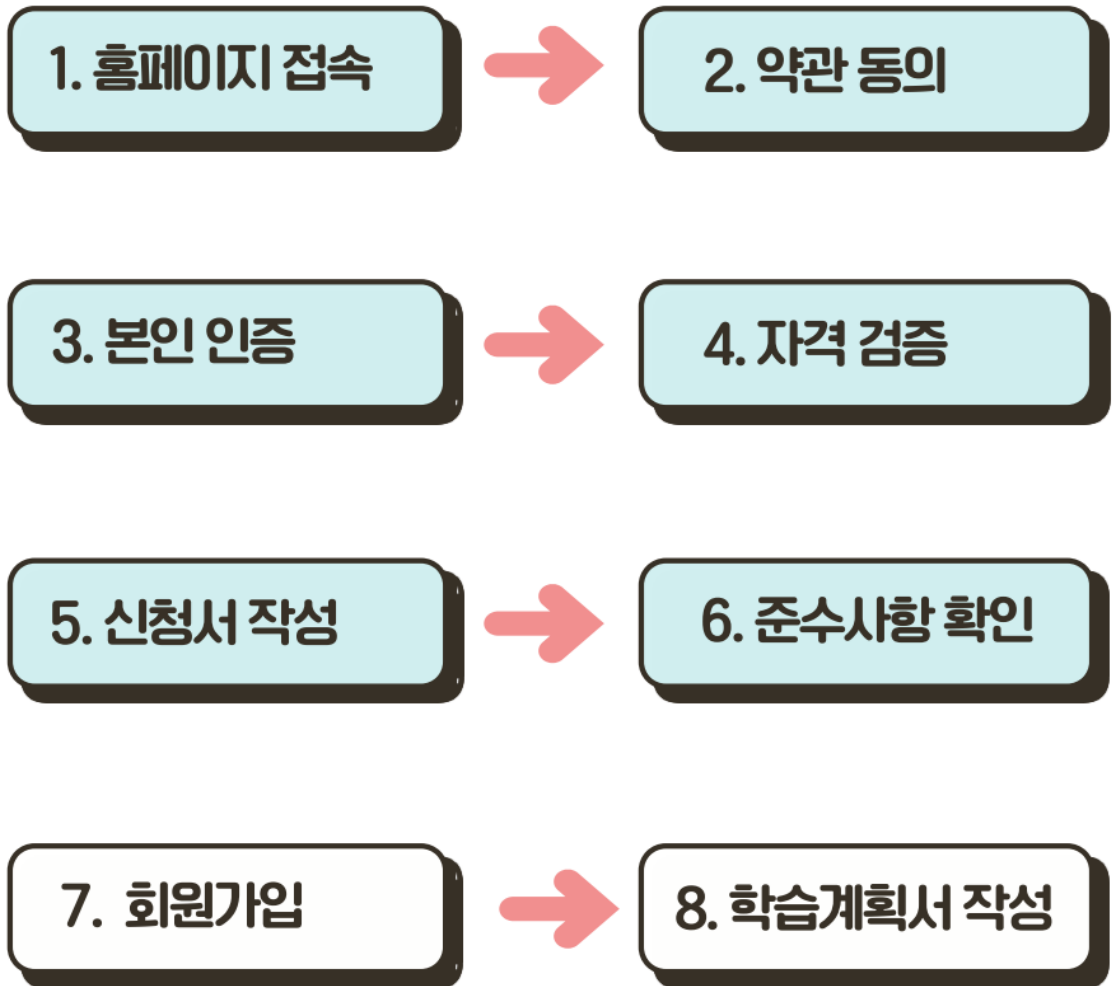 1. 홈페이지 접속
2. 약관 동의
3. 본인 인증
4. 자격 검증
5. 신청서 작성
6. 준수사항 확인
7. 회원가입
8. 학습계획서 작성